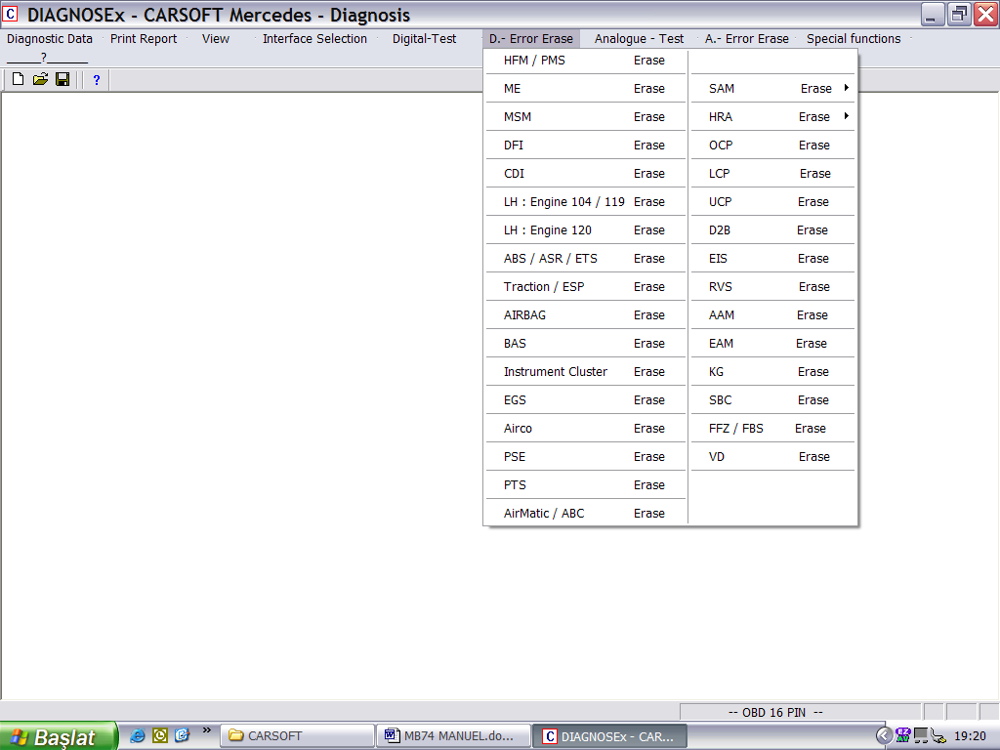 C DIAGNOSEx - CARSOFT Mercedes - Diagnosis
Diagnostic Data Print Report View Interface Selection Digital-Test D.- Error Erase Analogue - Test A.- Error Erase Special functions
_____?______
?
HFM / PMS Erase
ME Erase SAM Erase
MSM Erase HRA Erase
DFI Erase OCP Erase
CDI Erase LCP Erase
LH : Engine 104 / 119 Erase UCP Erase
LH : Engine 120 Erase D2B Erase
ABS / ASR / ETS Erase EIS Erase
Traction / ESP Erase RVS Erase
AIRBAG Erase AAM Erase
BAS Erase EAM Erase
Instrument Cluster Erase KG Erase
EGS Erase SBC Erase
Airco Erase FFZ / FBS Erase
PSE Erase VD Erase
PTS Erase
AirMatic / ABC Erase
-- OBD 16 PIN --
Başlat » CARSOFT MB74 MANUEL.do... C DIAGNOSEx - CAR... 19:20